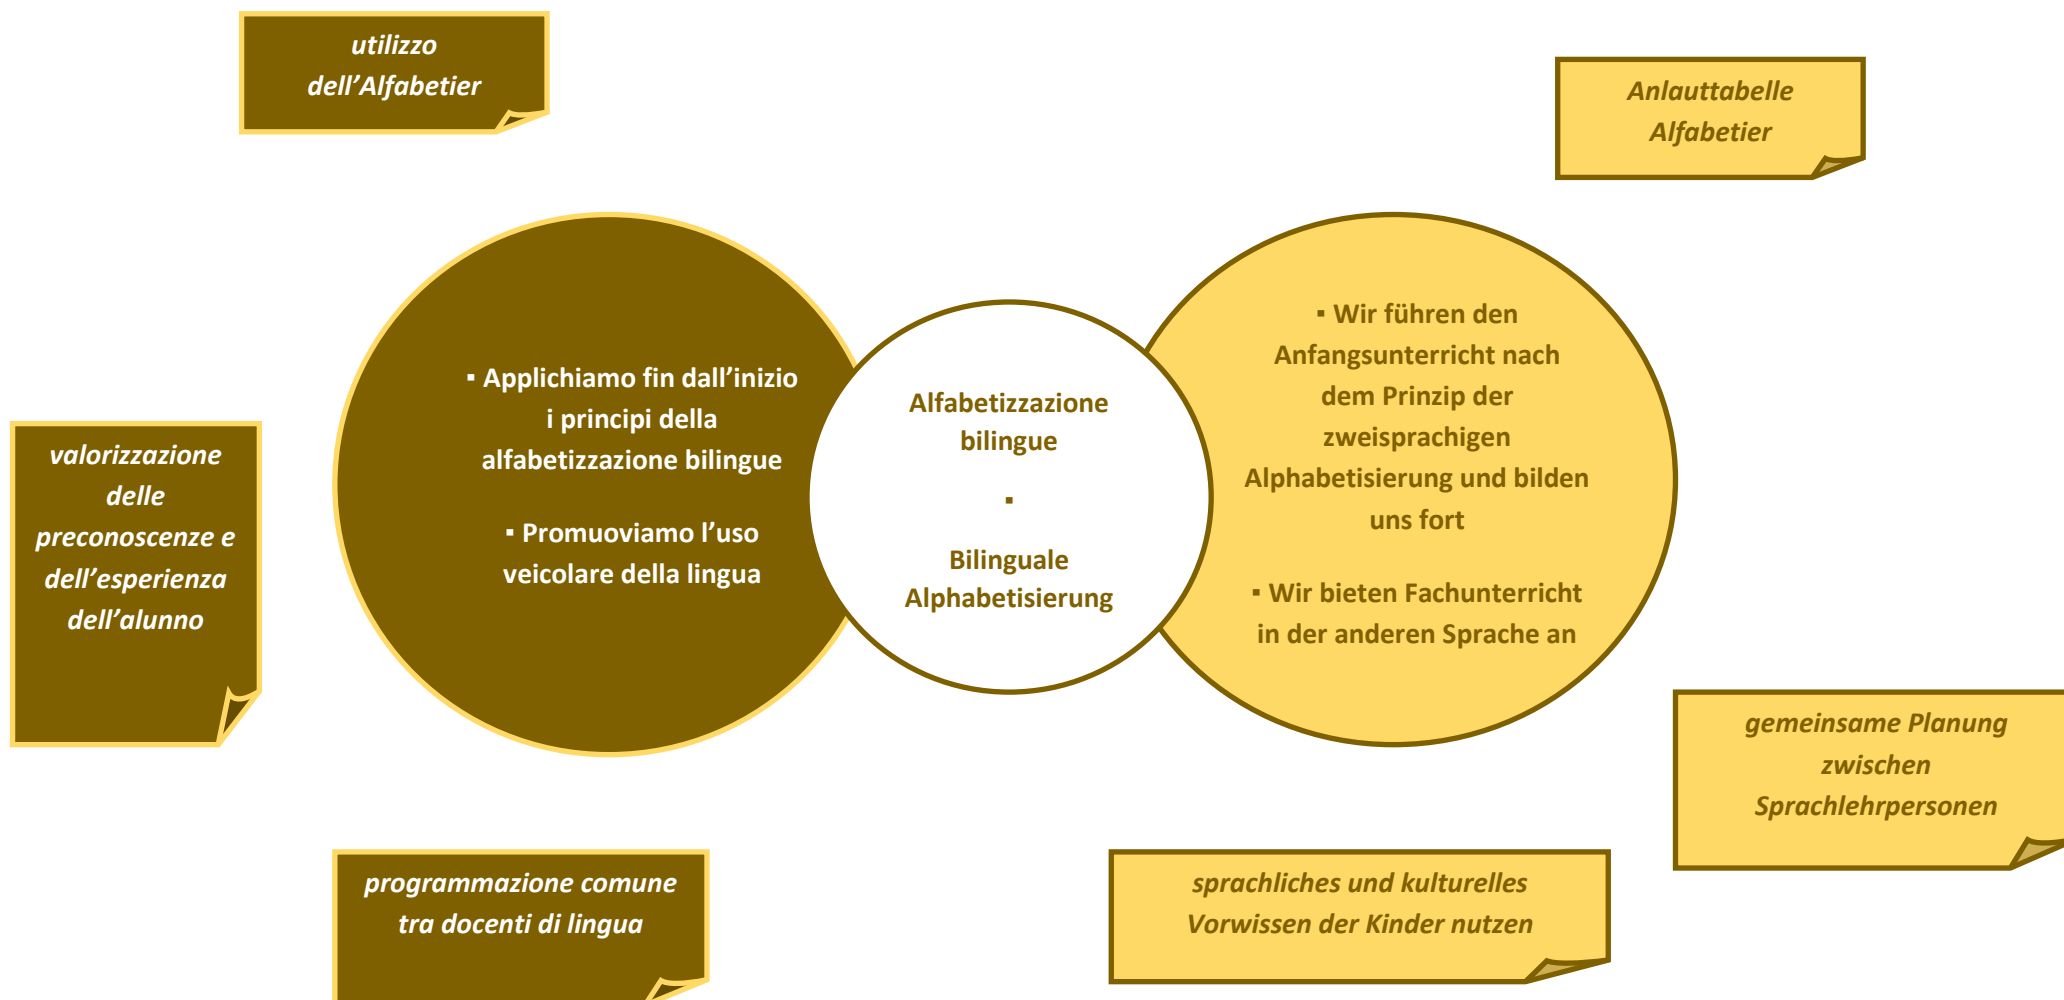 utilizzo
dell’Alfabetier
Anlauttabelle
Alfabetier
▪ Applichiamo fin dall’inizio
i principi della
alfabetizzazione bilingue
▪ Promuoviamo l’uso
veicolare della lingua
Alfabetizzazione
bilingue
▪
Bilinguale
Alphabetisierung
▪ Wir führen den
Anfangsunterricht nach
dem Prinzip der
zweisprachigen
Alphabetisierung und bilden
uns fort
▪ Wir bieten Fachunterricht
in der anderen Sprache an
valorizzazione
delle
preconoscenze e
dell’esperienza
dell’alunno
gemeinsame Planung
zwischen
Sprachlehrpersonen
programmazione comune
tra docenti di lingua
sprachliches und kulturelles
Vorwissen der Kinder nutzen